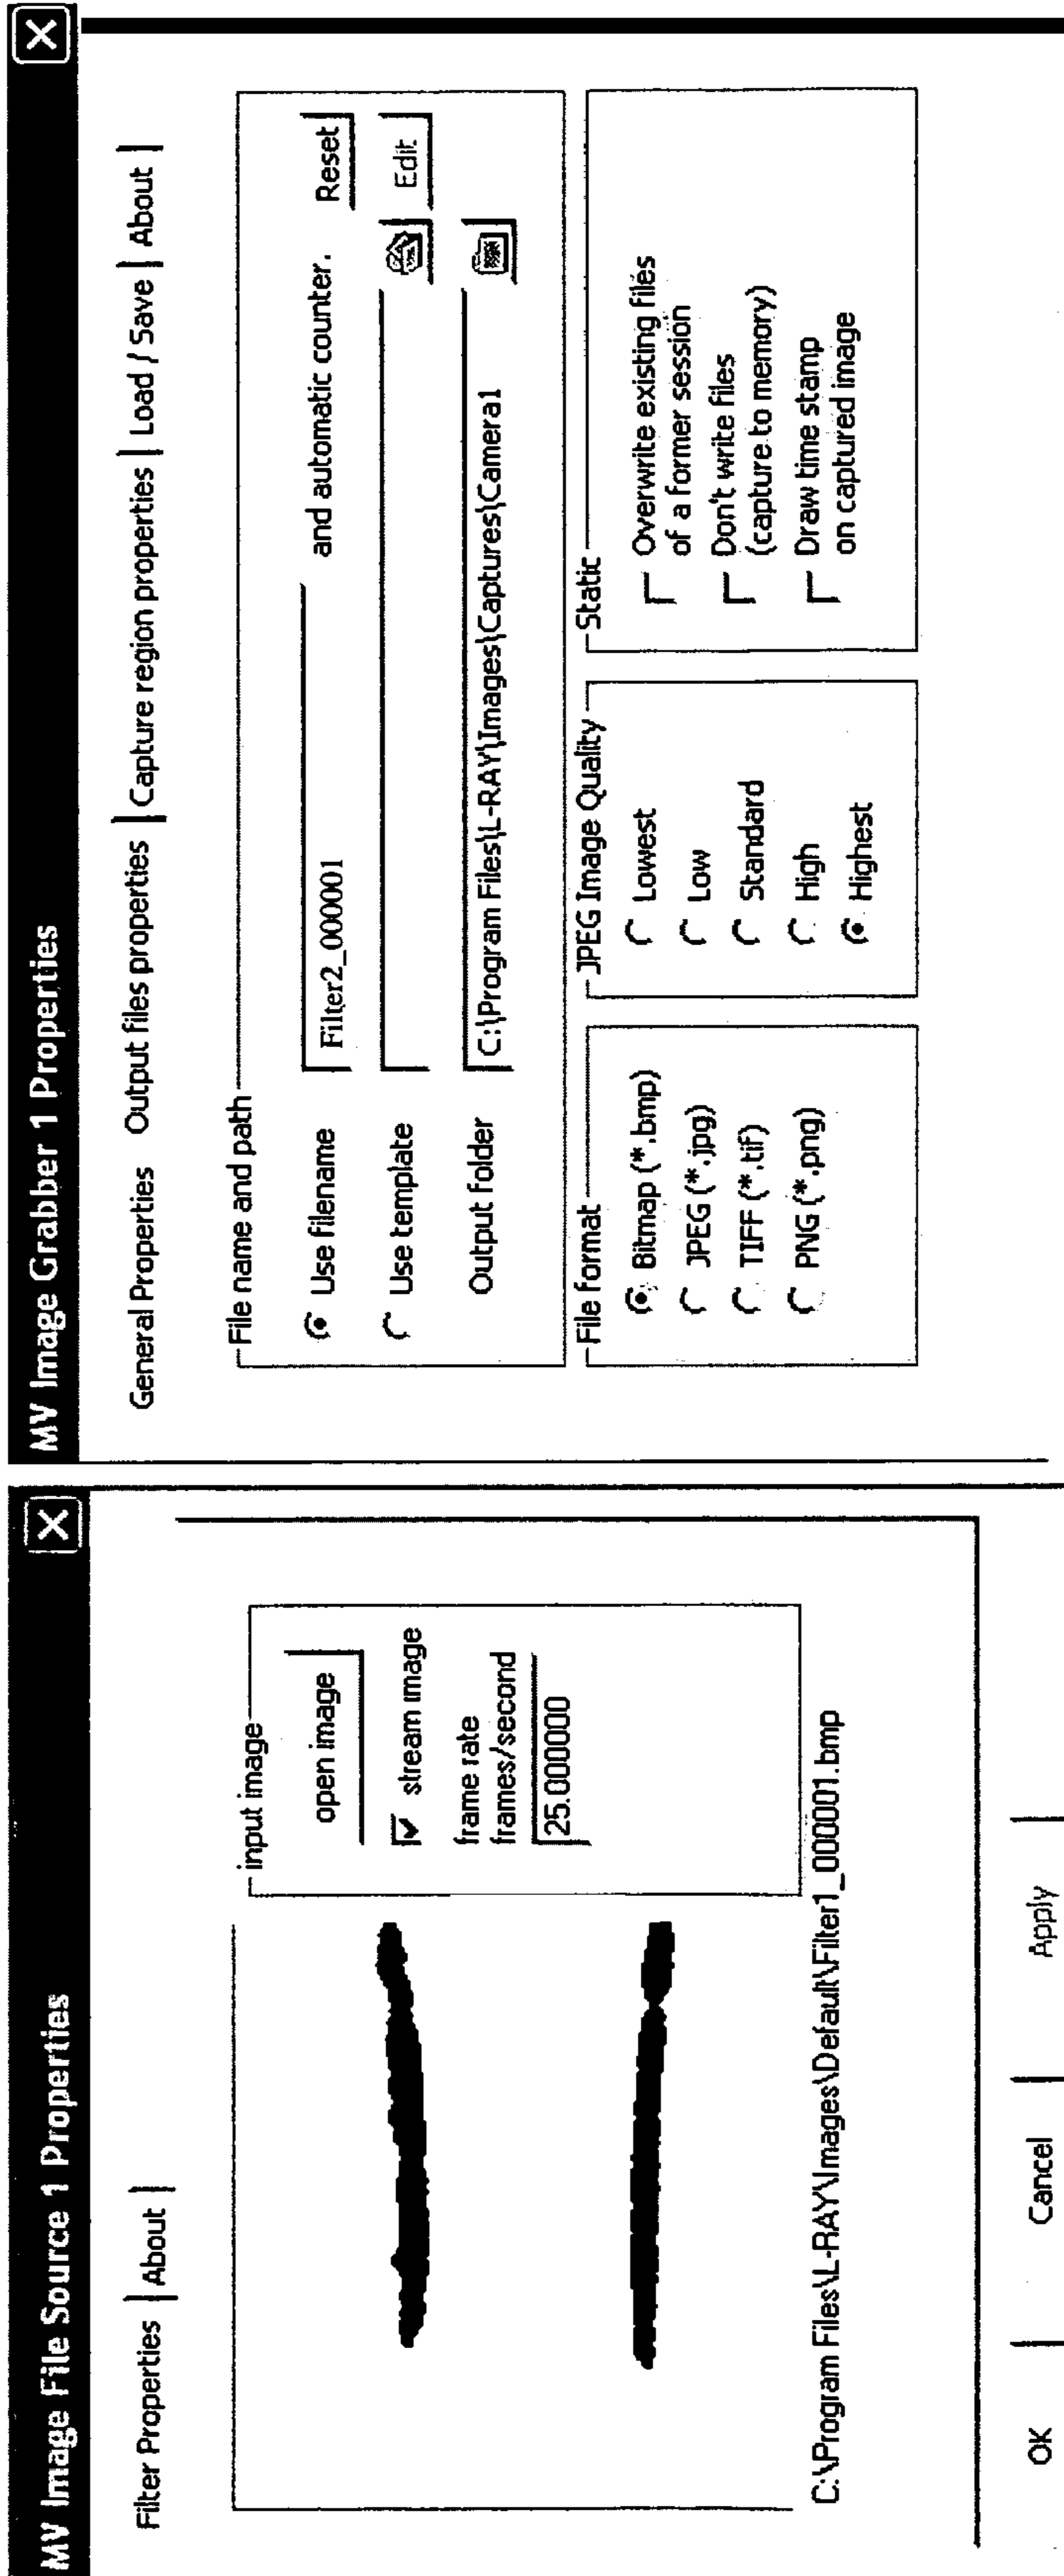 MV Image File Source 1 Properties
Filter Properties About
input image
open image
stream image
frame rate
frames/second
25.000000
C:\Program Files\L-RAY\Images\Default\Filter1_000001.bmp
OK Cancel Apply
MV Image Grabber 1 Properties
General Properties Output files properties Capture region properties Load / Save About
File name and path
Use filename Filter2_000001 and automatic counter. Reset
Use template Edit
Output folder C:\Program Files\L-RAY\Images\Captures\Camera1
File format
Bitmap (*.bmp)
JPEG (*.jpg)
TIFF (*.tif)
PNG (*.png)
JPEG Image Quality
Lowest
Low
Standard
High
Highest
Static
Overwrite existing files
of a former session
Don't write files
(capture to memory)
Draw time stamp
on captured image